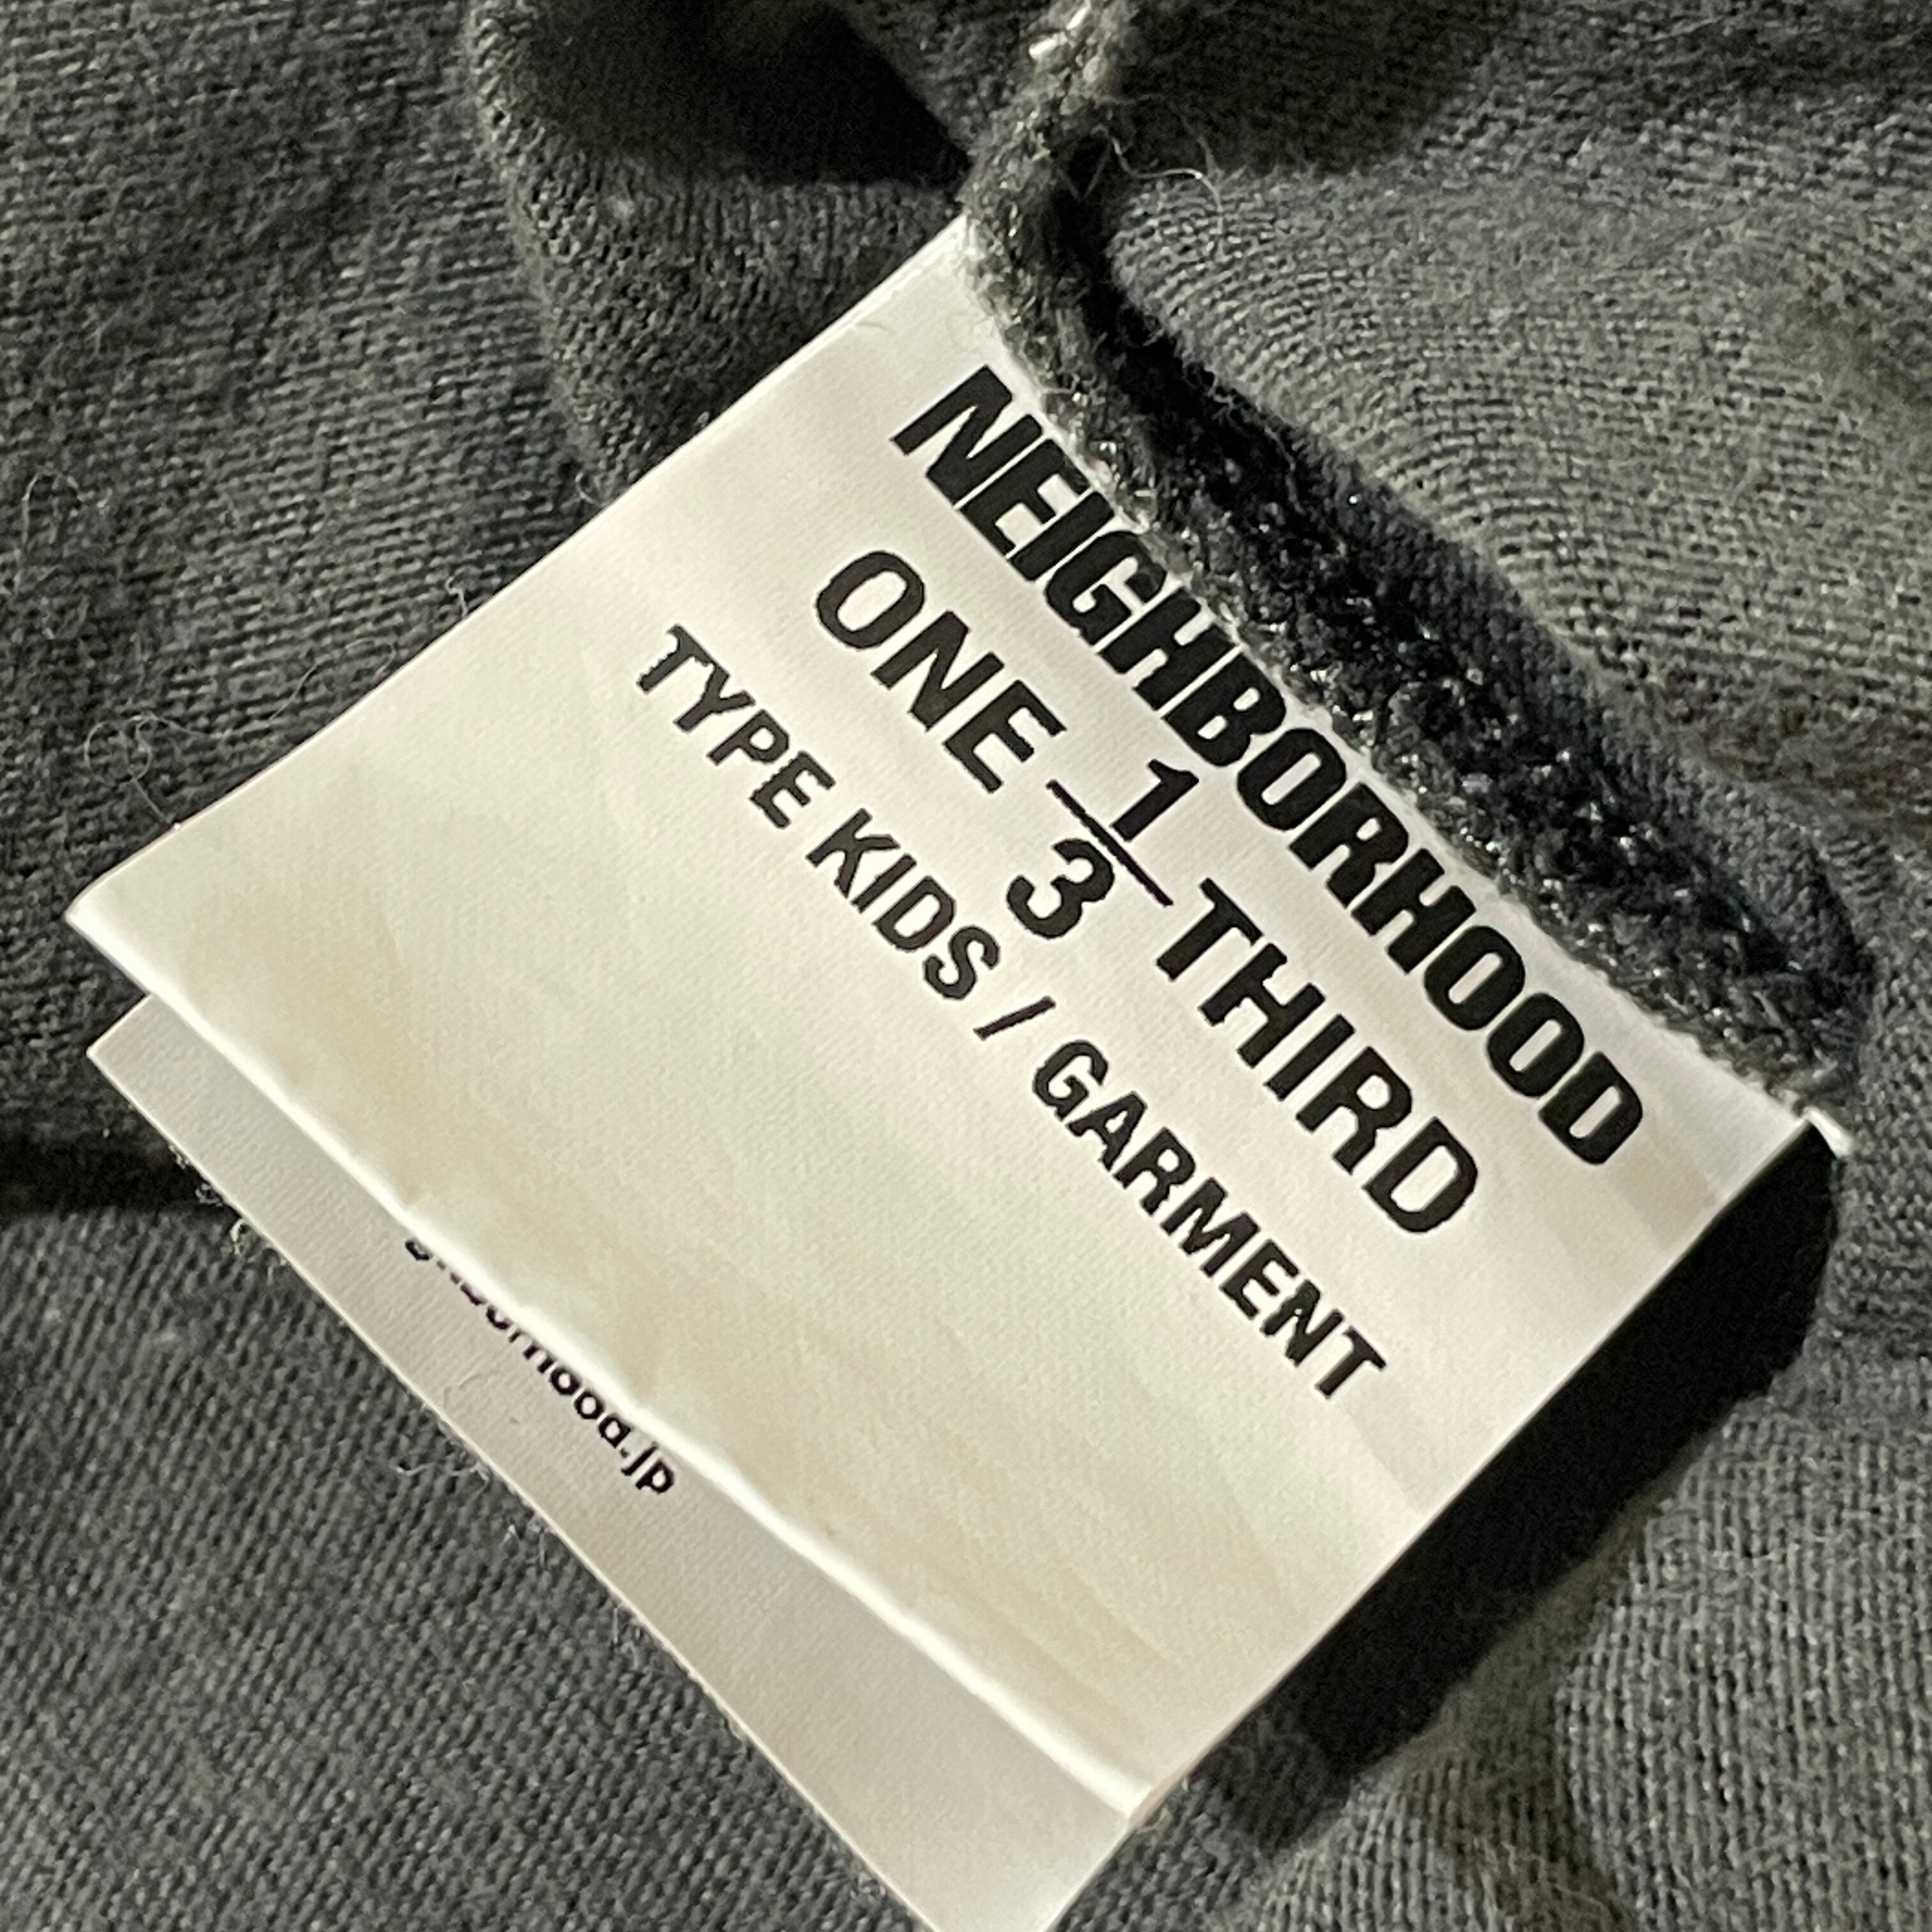 NEIGHBORHOOD
ONE 1/3 THIRD
TYPE KIDS / GARMENT